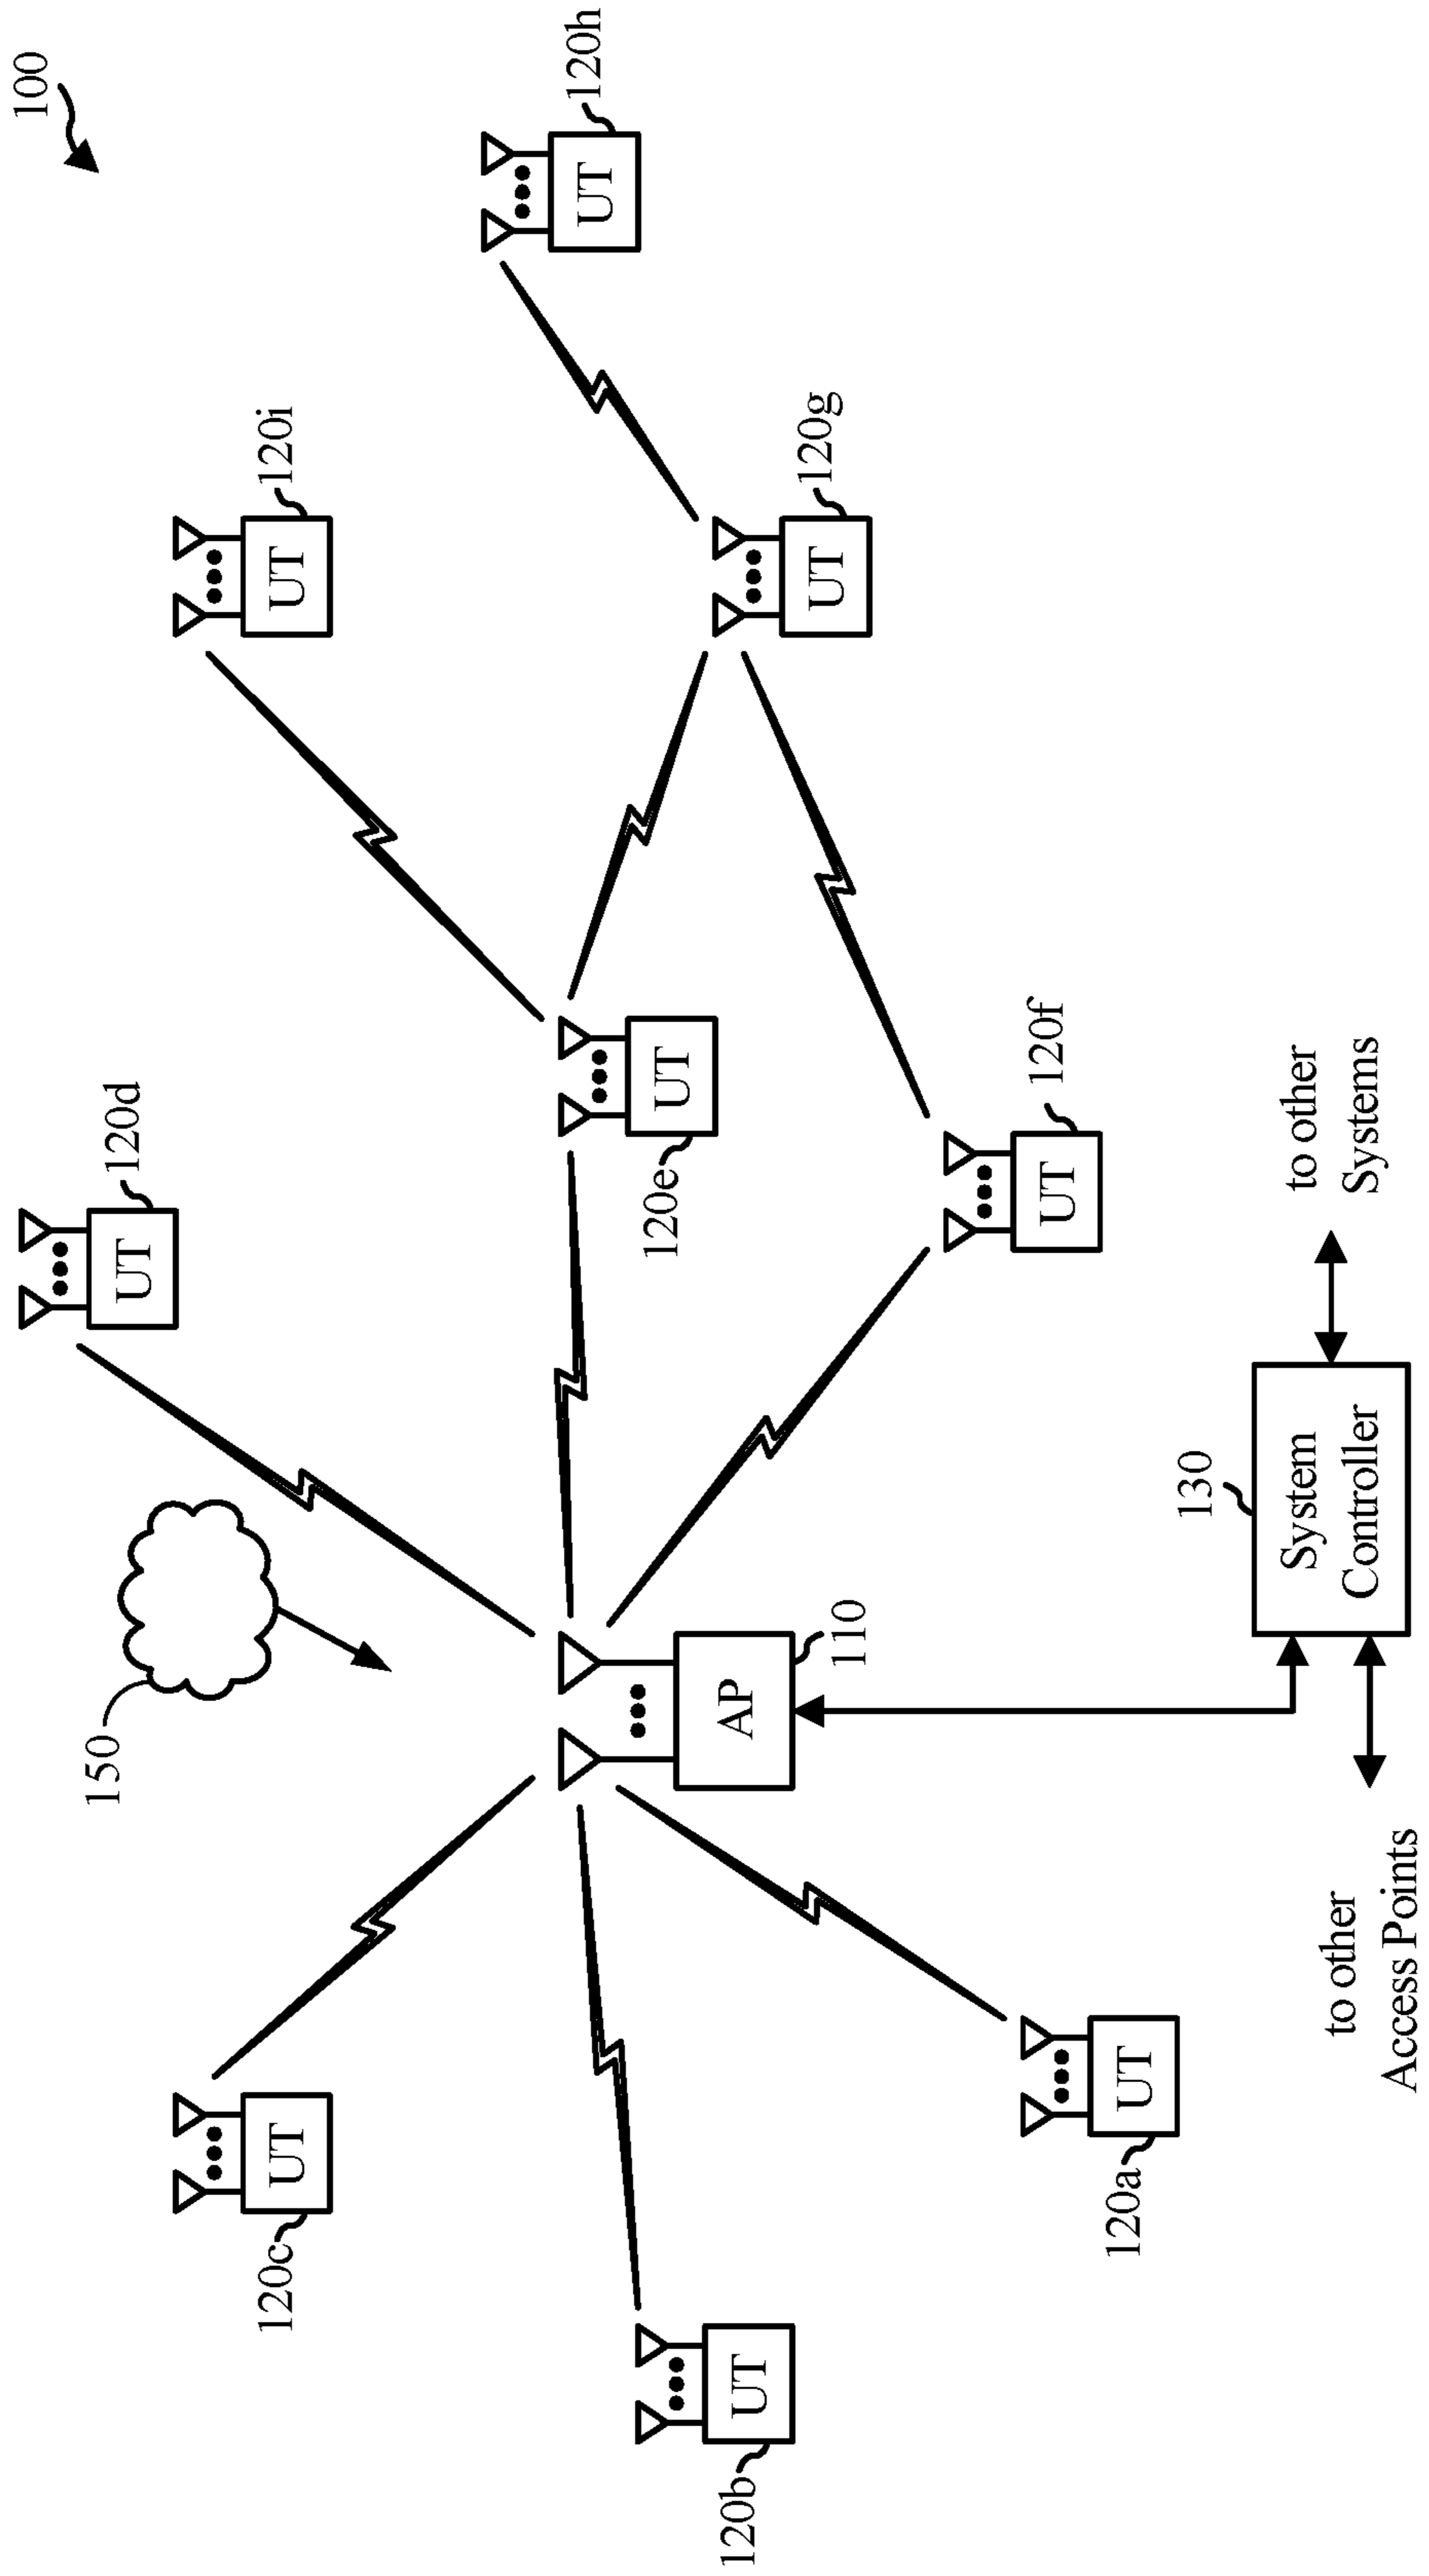 100
150
120d
UT
120i
UT
120h
UT
120c
UT
120e
UT
120g
UT
120b
UT
AP
110
120f
UT
120a
UT
130
System
Controller
to other
Systems
to other
Access Points